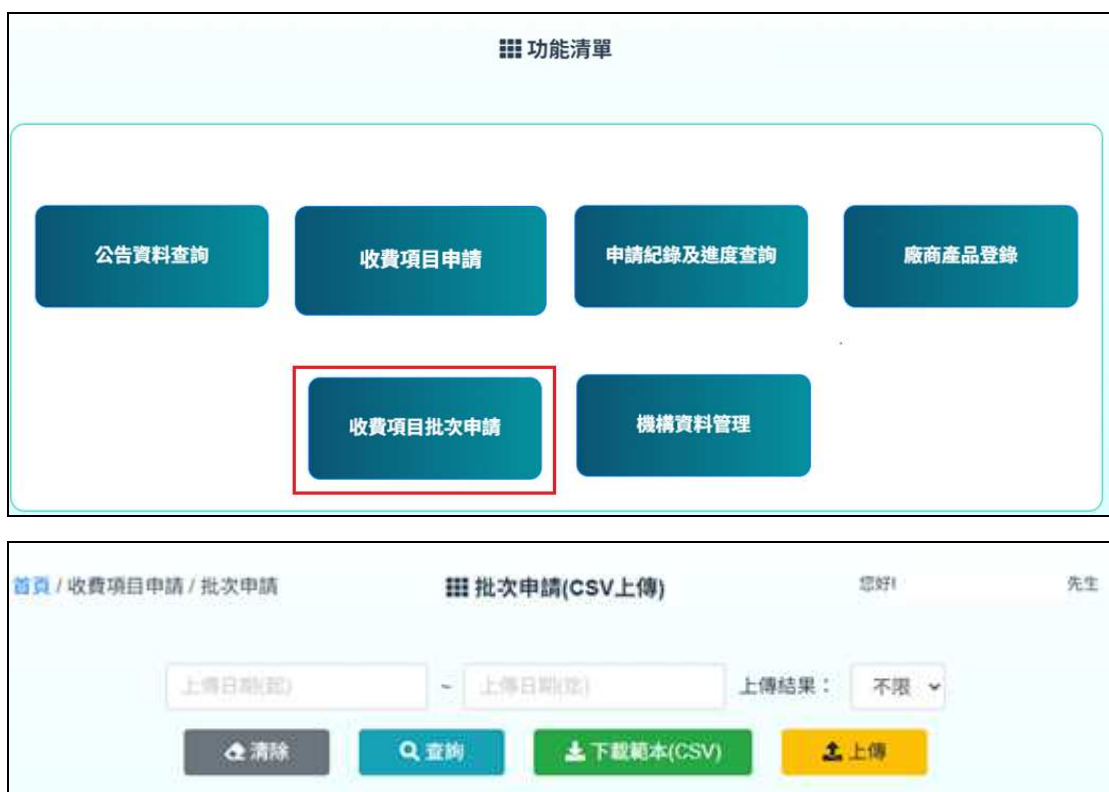 功能清單
公告資料查詢 收費項目申請 申請紀錄及進度查詢 廠商產品登錄
收費項目批次申請 機構資料管理
首頁 / 收費項目申請 / 批次申請 批次申請(CSV上傳) 您好! 先生
上傳日期(起) ~ 上傳日期(迄) 上傳結果： 不限
清除 查詢 下載範本(CSV) 上傳